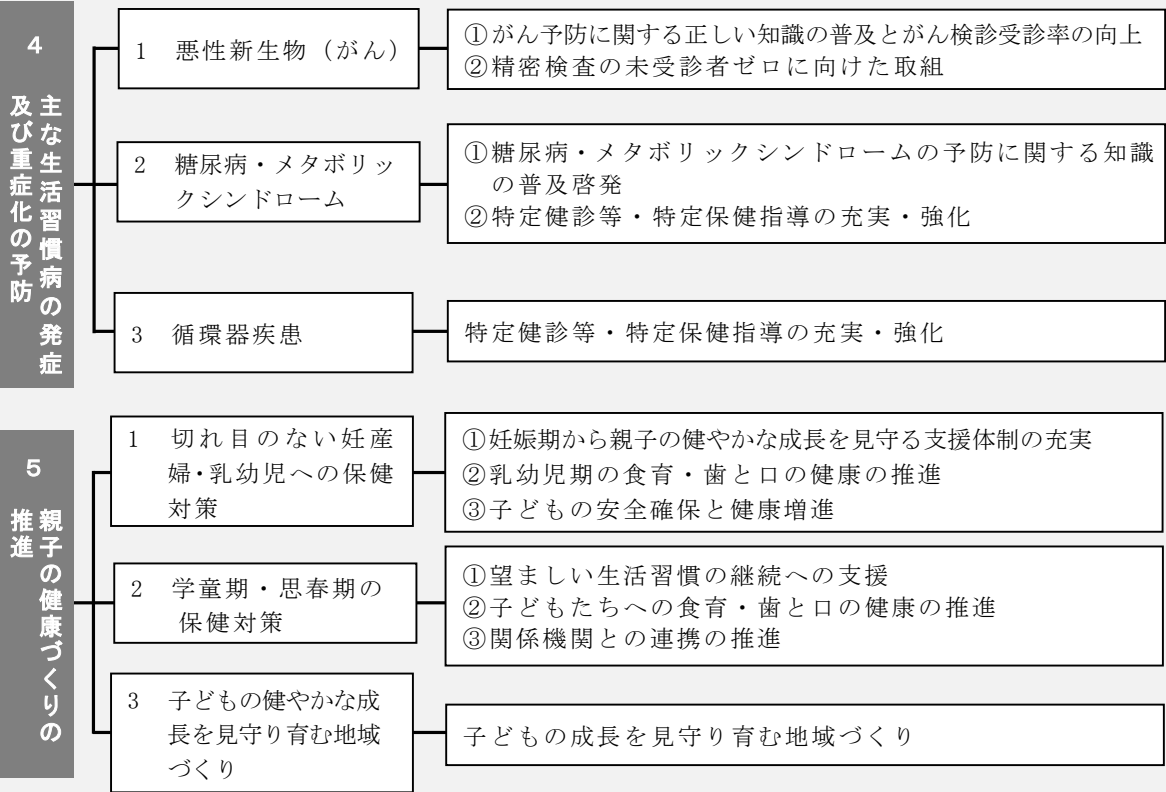 4
主な生活習慣病の発症
及び重症化の予防
1 悪性新生物（がん）
①がん予防に関する正しい知識の普及とがん検診受診率の向上
②精密検査の未受診者ゼロに向けた取組
2 糖尿病・メタボリッ
クシンドローム
①糖尿病・メタボリックシンドロームの予防に関する知識
の普及啓発
②特定健診等・特定保健指導の充実・強化
3 循環器疾患
特定健診等・特定保健指導の充実・強化
5
親子の健康づくりの
推進
1 切れ目のない妊産
婦・乳幼児への保健
対策
①妊娠期から親子の健やかな成長を見守る支援体制の充実
②乳幼児期の食育・歯と口の健康の推進
③子どもの安全確保と健康増進
2 学童期・思春期の
保健対策
①望ましい生活習慣の継続への支援
②子どもたちへの食育・歯と口の健康の推進
③関係機関との連携の推進
3 子どもの健やかな成
長を見守り育む地域
づくり
子どもの成長を見守り育む地域づくり